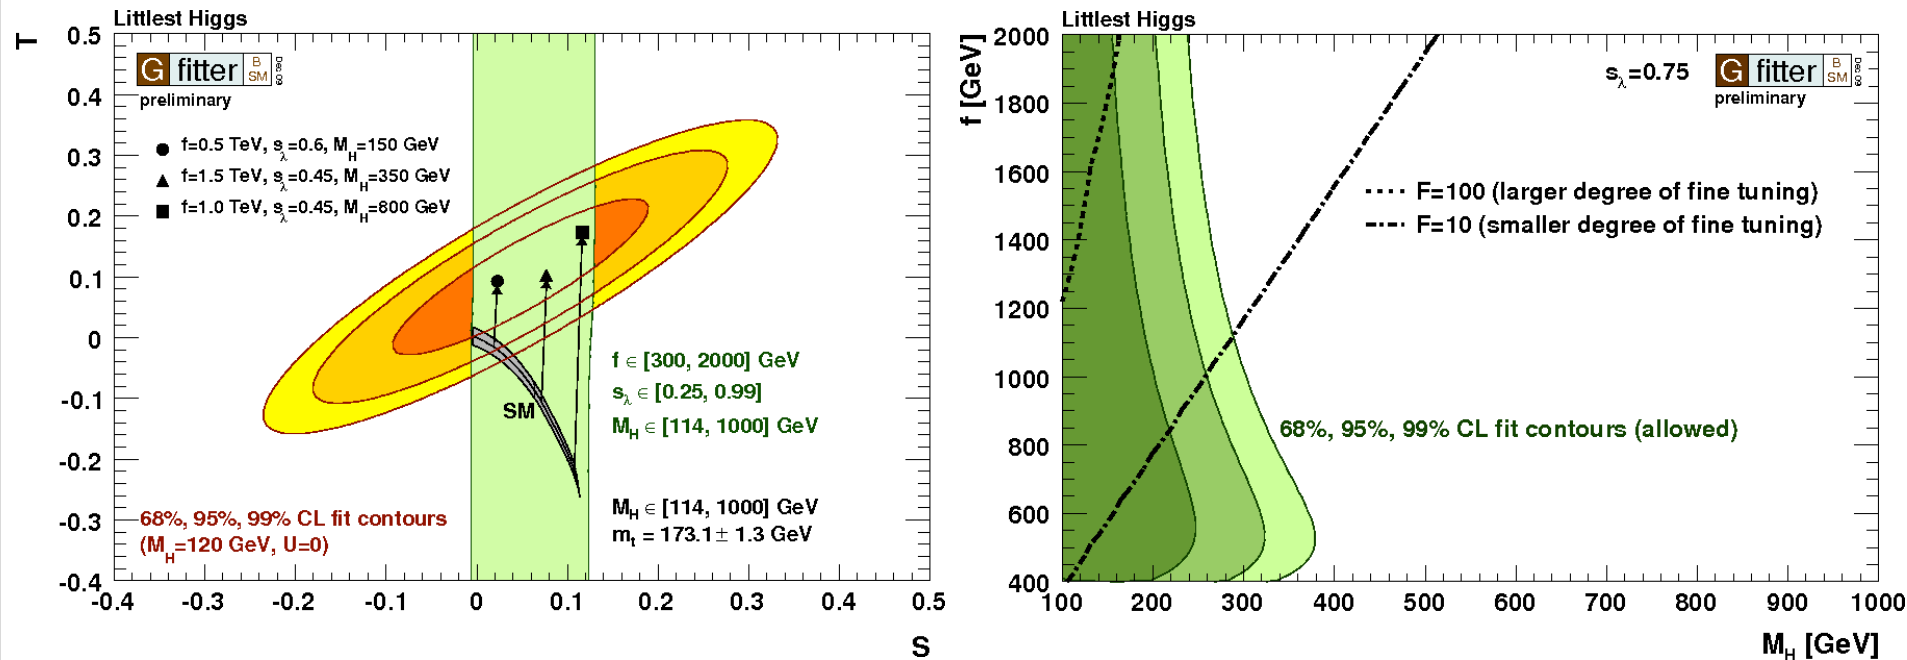 Littlest Higgs
T
0.5
0.4
0.3
0.2
0.1
0
-0.1
-0.2
-0.3
-0.4
G fitter B SM Dec 09
preliminary
f=0.5 TeV, sλ=0.6, MH=150 GeV
f=1.5 TeV, sλ=0.45, MH=350 GeV
f=1.0 TeV, sλ=0.45, MH=800 GeV
SM
f ∈ [300, 2000] GeV
sλ ∈ [0.25, 0.99]
MH ∈ [114, 1000] GeV
MH ∈ [114, 1000] GeV
mt = 173.1± 1.3 GeV
68%, 95%, 99% CL fit contours
(MH=120 GeV, U=0)
-0.4 -0.3 -0.2 -0.1 0 0.1 0.2 0.3 0.4 0.5
S
Littlest Higgs
f [GeV]
2000
1800
1600
1400
1200
1000
800
600
400
sλ=0.75
G fitter B SM Dec 09
preliminary
F=100 (larger degree of fine tuning)
F=10 (smaller degree of fine tuning)
68%, 95%, 99% CL fit contours (allowed)
100 200 300 400 500 600 700 800 900 1000
MH [GeV]